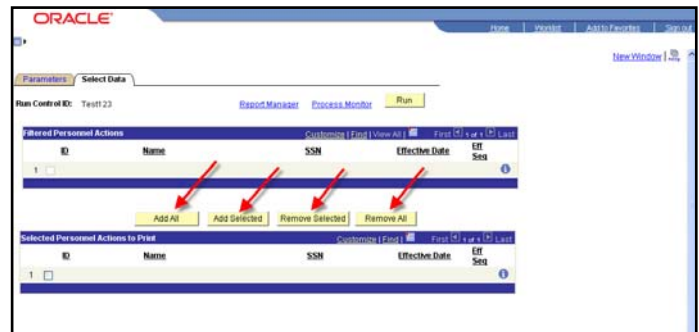 ORACLE
Home | Worklist | Add to Favorites | Sign out
New Window
Parameters Select Data
Run Control ID: Test123 Report Manager Process Monitor Run
Filtered Personnel Actions Customize | Find | View All | First 1 of 1 Last
ID Name SSN Effective Date Eff Seq
1
Add All Add Selected Remove Selected Remove All
Selected Personnel Actions to Print Customize | Find | First 1 of 1 Last
ID Name SSN Effective Date Eff Seq
1